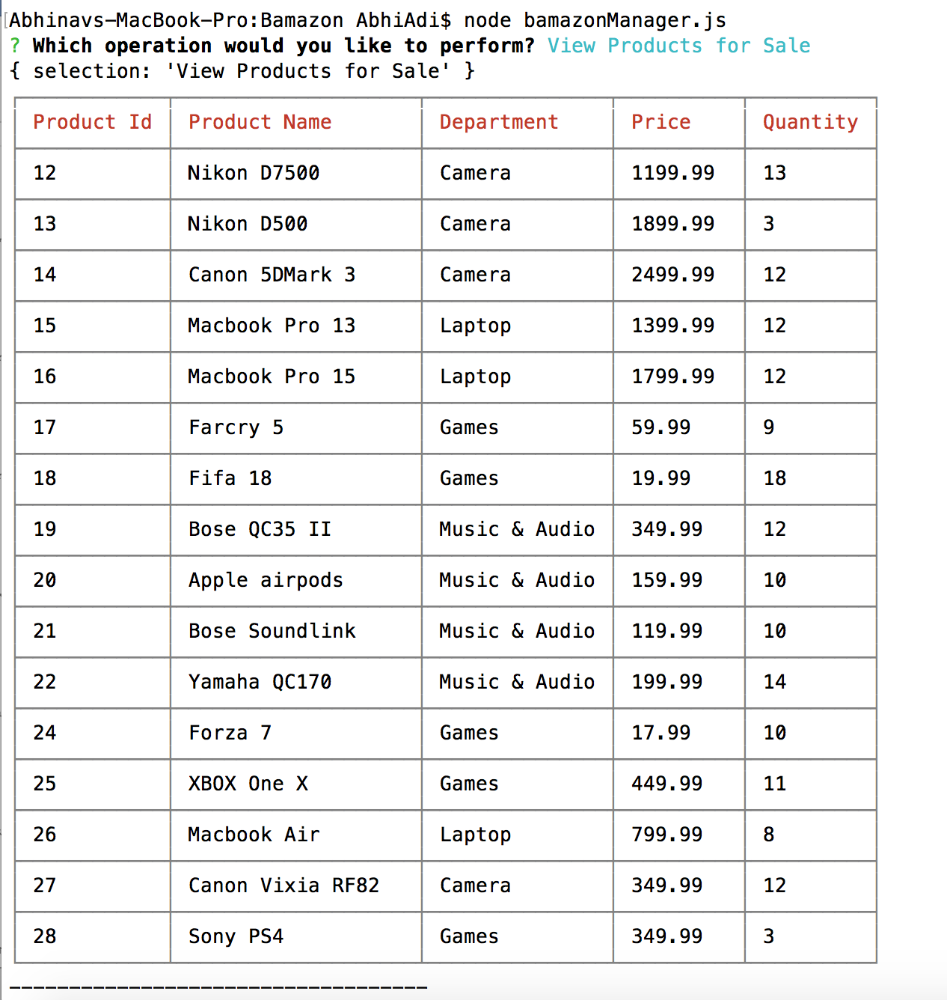 Abhinavs-MacBook-Pro:Bamazon AbhiAdi$ node bamazonManager.js
? Which operation would you like to perform? View Products for Sale
{ selection: 'View Products for Sale' }
Product Id Product Name Department Price Quantity
12 Nikon D7500 Camera 1199.99 13
13 Nikon D500 Camera 1899.99 3
14 Canon 5DMark 3 Camera 2499.99 12
15 Macbook Pro 13 Laptop 1399.99 12
16 Macbook Pro 15 Laptop 1799.99 12
17 Farcry 5 Games 59.99 9
18 Fifa 18 Games 19.99 18
19 Bose QC35 II Music & Audio 349.99 12
20 Apple airpods Music & Audio 159.99 10
21 Bose Soundlink Music & Audio 119.99 10
22 Yamaha QC170 Music & Audio 199.99 14
24 Forza 7 Games 17.99 10
25 XBOX One X Games 449.99 11
26 Macbook Air Laptop 799.99 8
27 Canon Vixia RF82 Camera 349.99 12
28 Sony PS4 Games 349.99 3
-----------------------------------